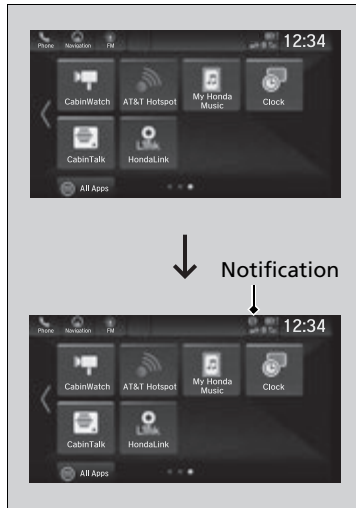 Phone Navigation FM 12:34
CabinWatch AT&T Hotspot My Honda Music Clock
CabinTalk HondaLink
All Apps
Notification
Phone Navigation FM 12:34
CabinWatch AT&T Hotspot My Honda Music Clock
CabinTalk HondaLink
All Apps